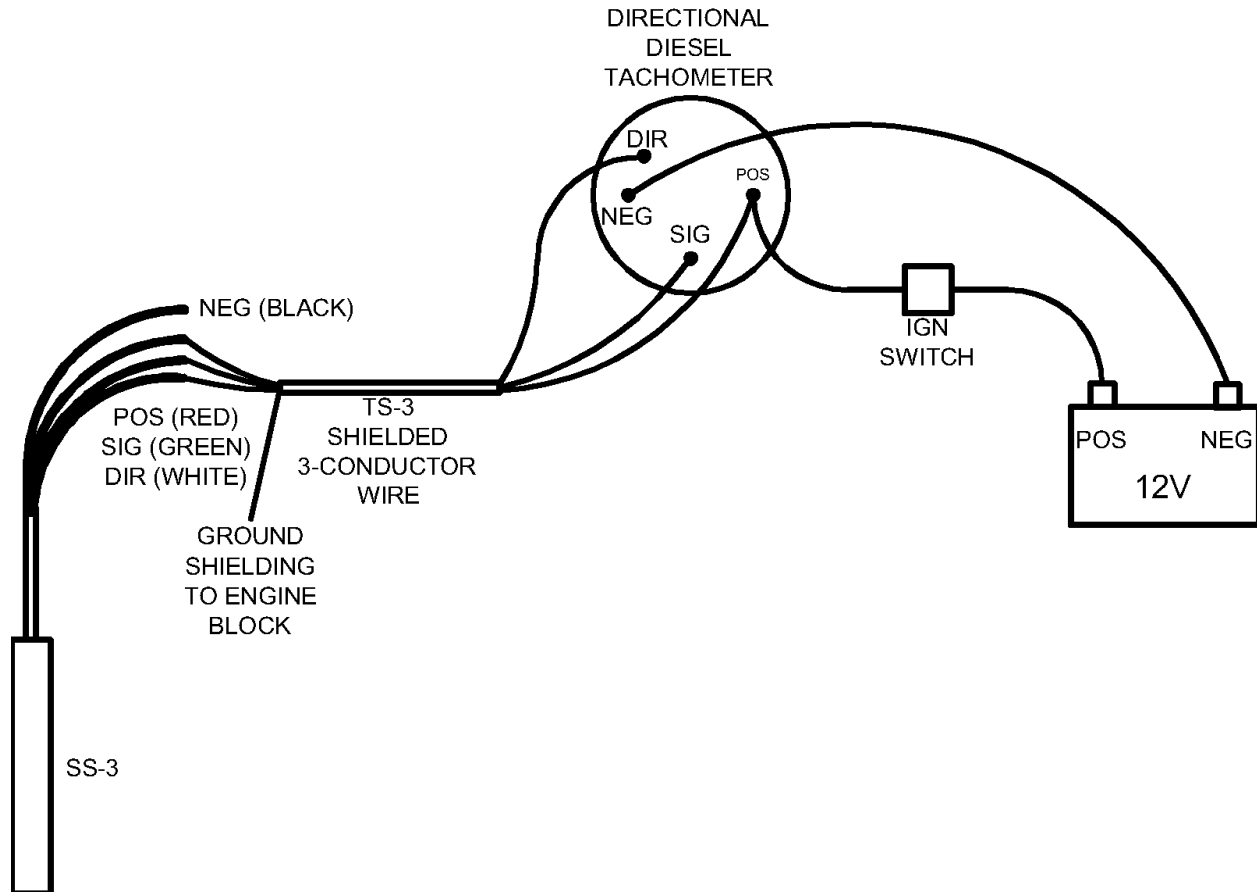 DIRECTIONAL
DIESEL
TACHOMETER
DIR
POS
NEG
SIG
NEG (BLACK)
IGN
SWITCH
POS (RED)
SIG (GREEN)
DIR (WHITE)
TS-3
SHIELDED
3-CONDUCTOR
WIRE
POS
NEG
12V
GROUND
SHIELDING
TO ENGINE
BLOCK
SS-3